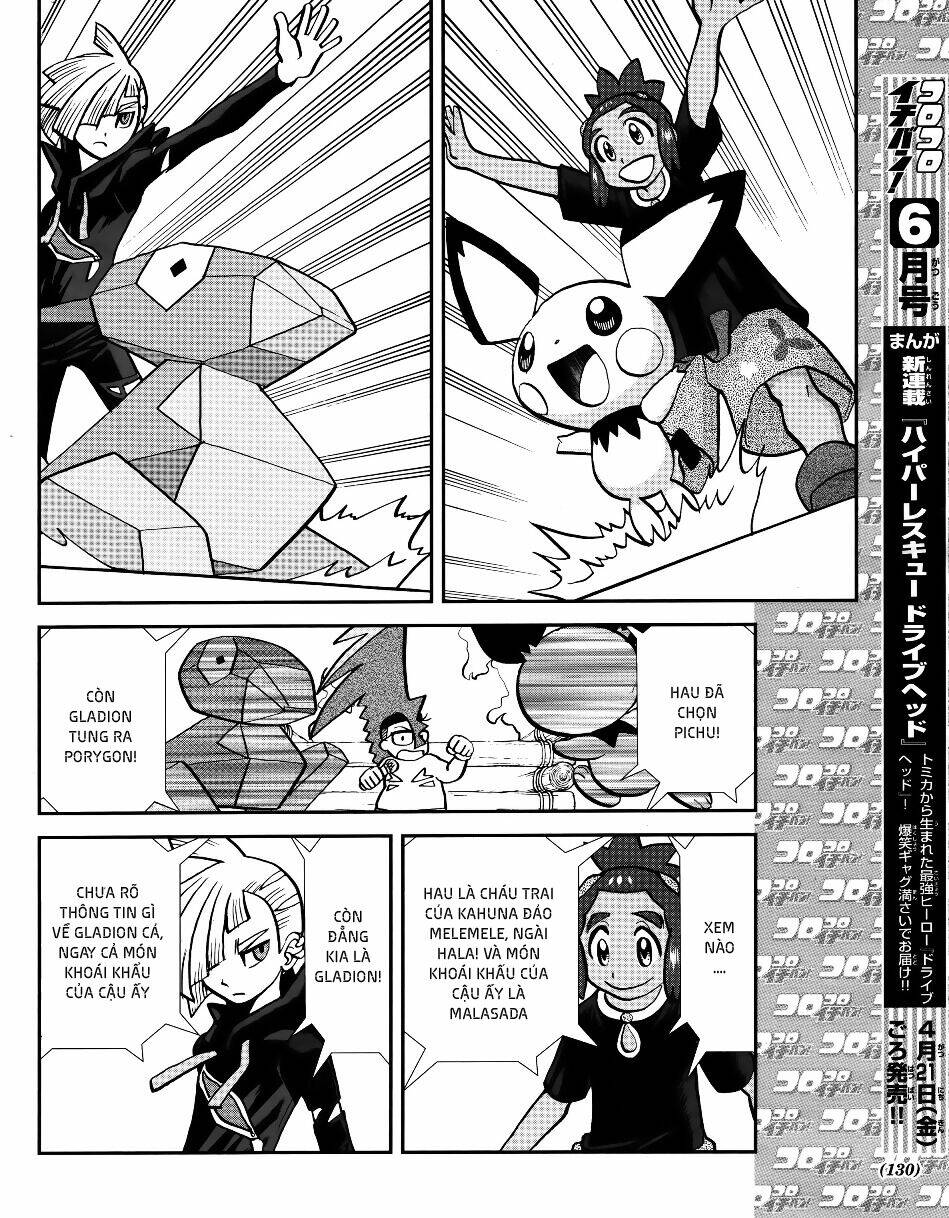 HAU ĐÃ
CHỌN
PICHU!
CÒN
GLADION
TUNG RA
PORYGON!
XEM
NÀO
....
HAU LÀ CHÁU TRAI
CỦA KAHUNA ĐẢO
MELEMELE, NGÀI
HALA! VÀ MÓN
KHOÁI KHẨU CỦA
CẬU ẤY LÀ
MALASADA
CÒN
ĐẰNG
KIA LÀ
GLADION!
CHƯA RÕ
THÔNG TIN GÌ
VỀ GLADION CẢ,
NGAY CẢ MÓN
KHOÁI KHẨU
CỦA CẬU ẤY
コロコロ
イチバン!
6
月号
まんが
新連載
『ハイパーレスキュー ドライブヘッド』
トミカから生まれた最強ヒーロー『ドライブ
ヘッド』! 爆笑ギャグ満さいでお届け!!
4月21日(金)
ごろ発売!!
(130)